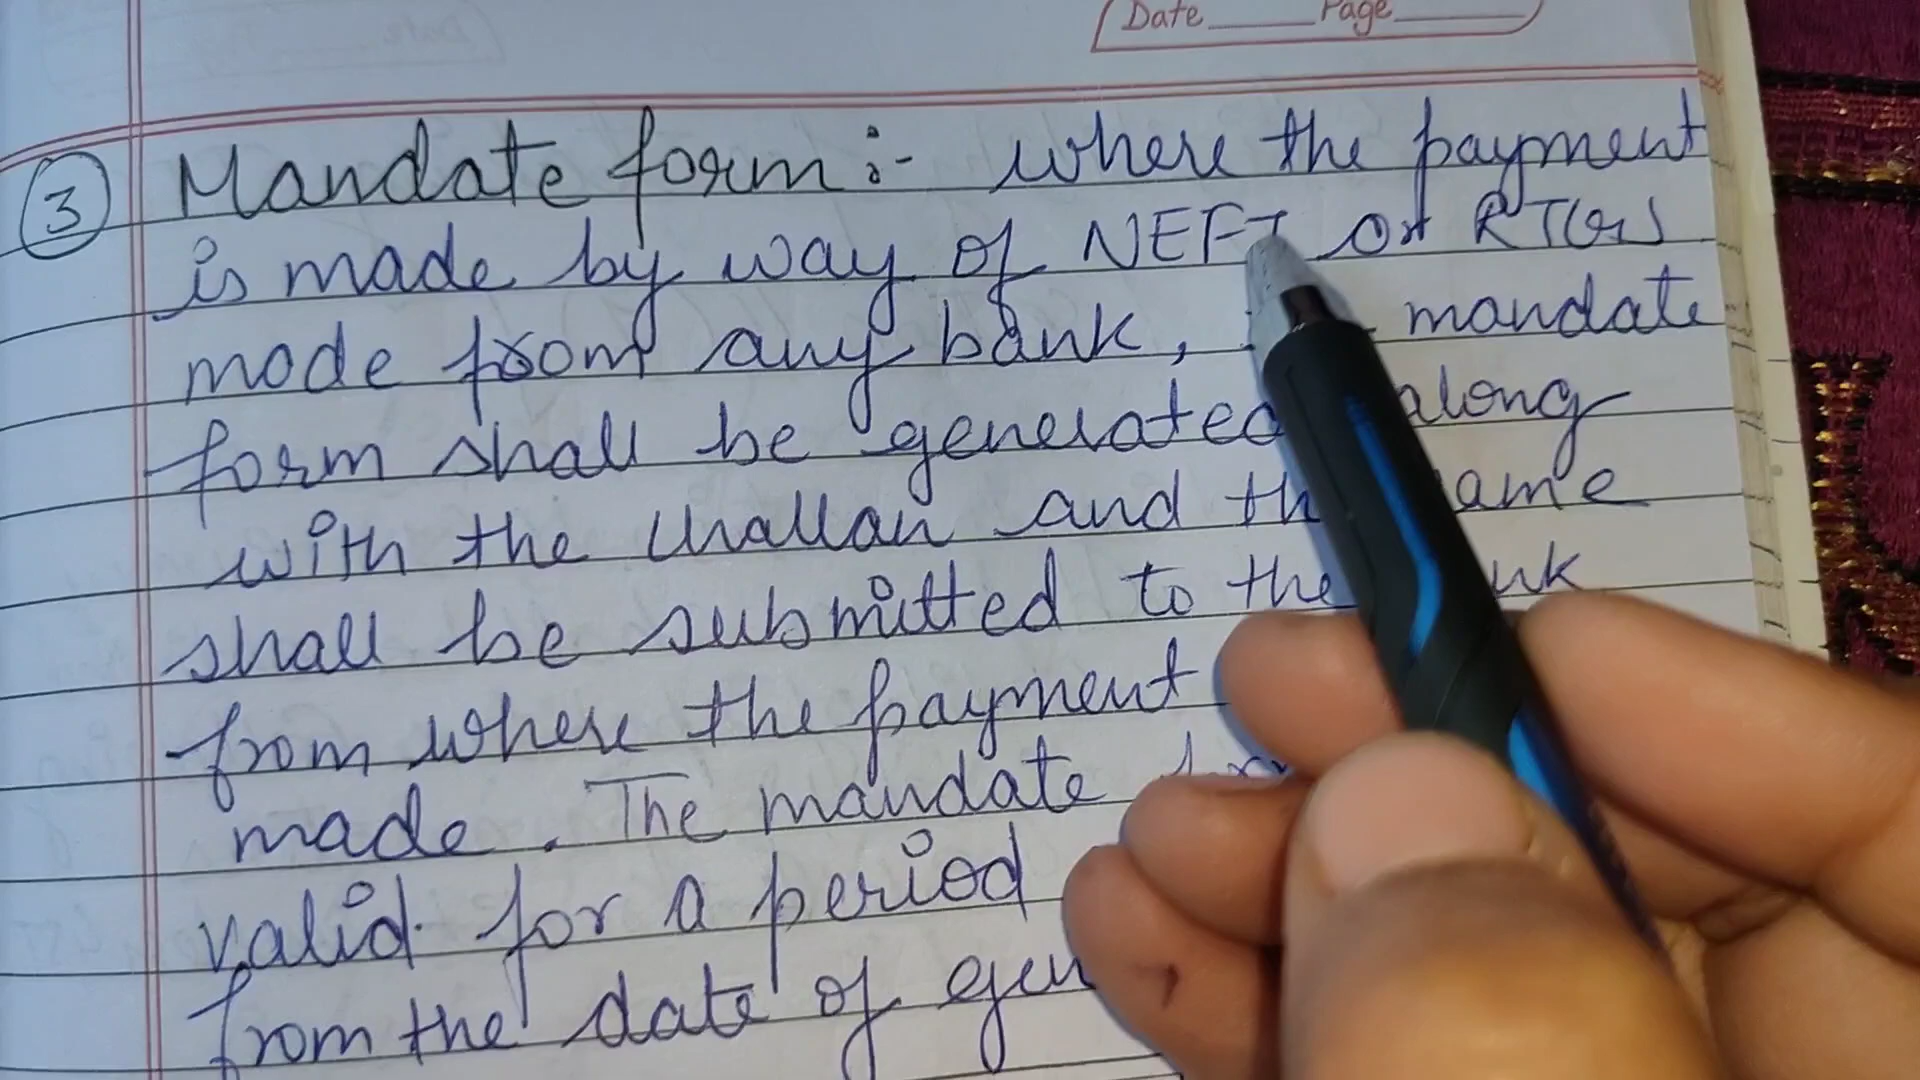 Date Page
3 Mandate form :- where the payment
is made by way of NEFT or RTGS
mode from any bank, mandate
form shall be generated along
with the challan and the same
shall be submitted to the
from where the payment
made. The mandate
valid for a period
from the date of